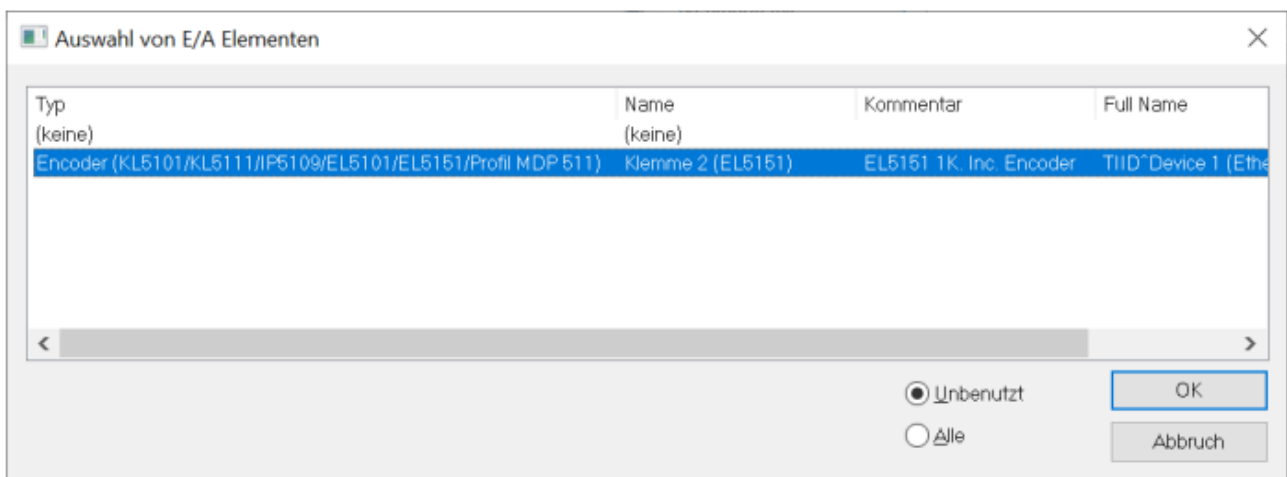 Auswahl von E/A Elementen
Typ Name Kommentar Full Name
(keine) (keine)
Encoder (KL5101/KL5111/IP5109/EL5101/EL5151/Profil MDP 511) Klemme 2 (EL5151) EL5151 1K. Inc. Encoder TIID^Device 1 (Ethe
Unbenutzt OK
Alle Abbruch